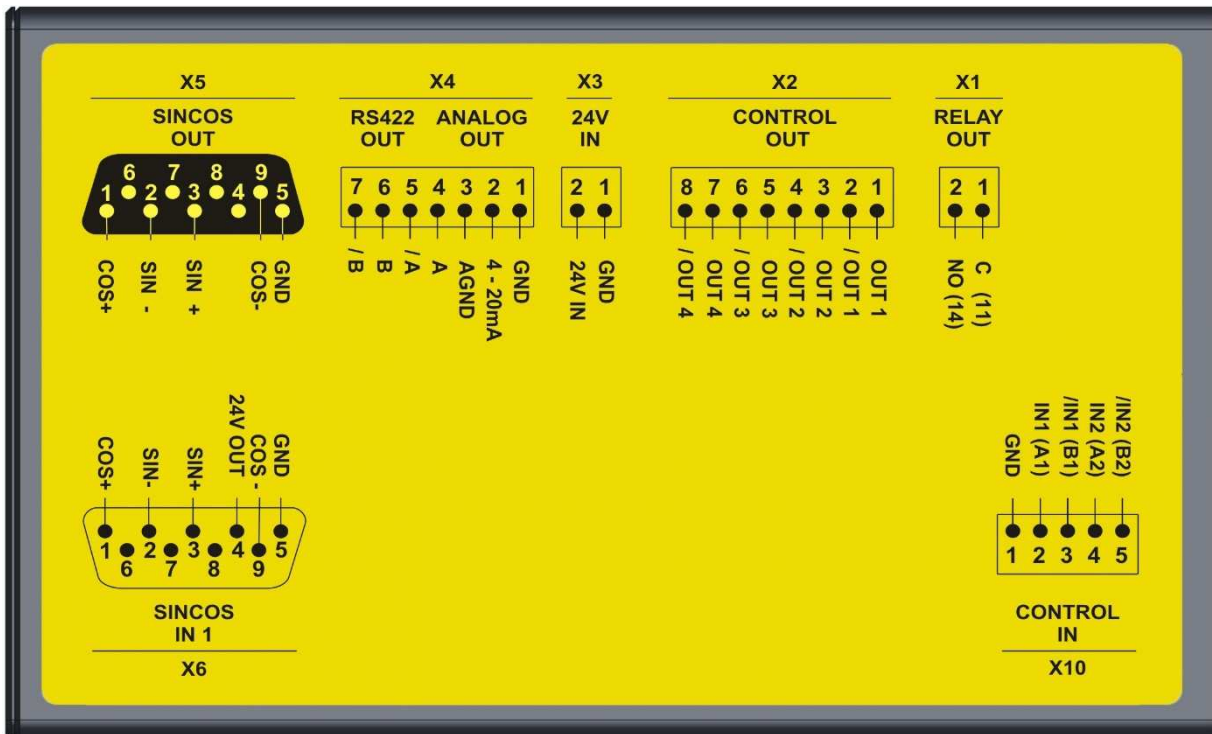 X5
SINCOS
OUT
6 7 8 9
1 2 3 4 5
COS+
SIN -
SIN +
COS-
GND
X4
RS422 ANALOG
OUT OUT
7 6 5 4 3 2 1
/ B
B
/ A
A
AGND
4 - 20mA
GND
X3
24V
IN
2 1
24V IN
GND
X2
CONTROL
OUT
8 7 6 5 4 3 2 1
/ OUT 4
OUT 4
/ OUT 3
OUT 3
/ OUT 2
OUT 2
/ OUT 1
OUT 1
X1
RELAY
OUT
2 1
NO (14)
C (11)
COS+
SIN-
SIN+
24V OUT
COS -
GND
1 2 3 4 5
6 7 8 9
SINCOS
IN 1
X6
GND
IN1 (A1)
/IN1 (B1)
IN2 (A2)
/IN2 (B2)
1 2 3 4 5
CONTROL
IN
X10